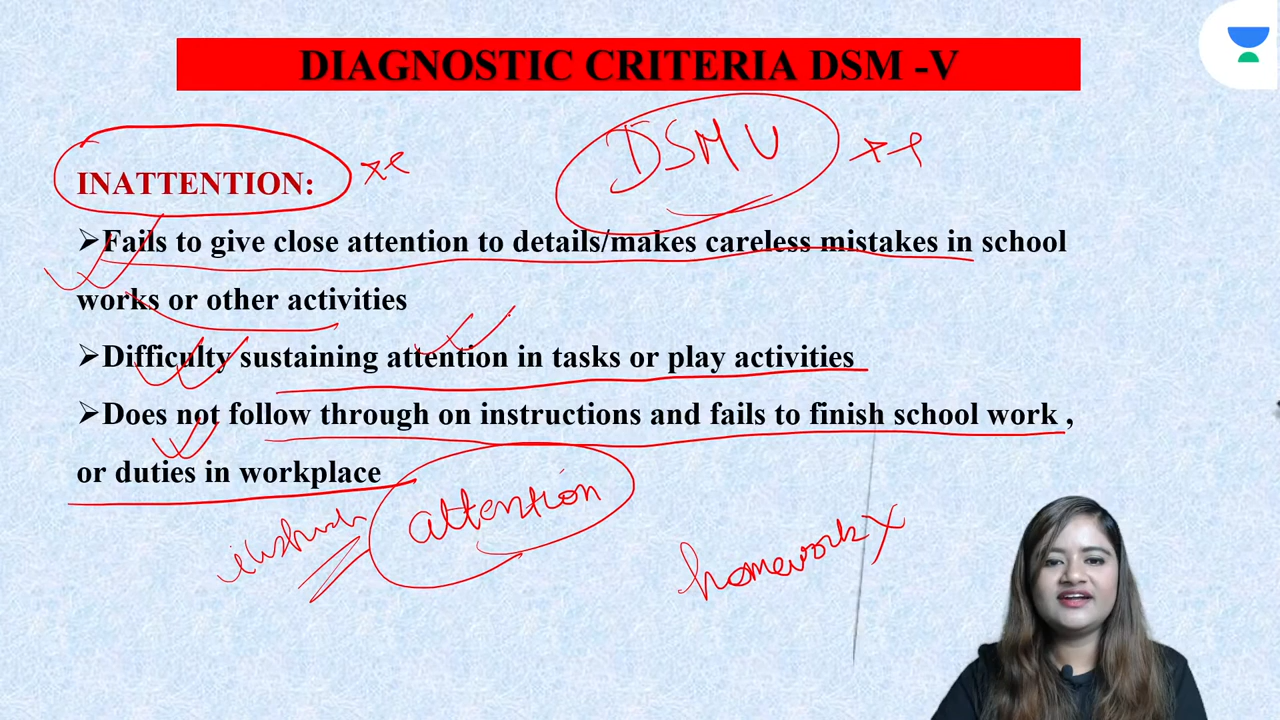 DIAGNOSTIC CRITERIA DSM -V
DSM V
INATTENTION:
➢Fails to give close attention to details/makes careless mistakes in school
works or other activities
➢Difficulty sustaining attention in tasks or play activities
➢Does not follow through on instructions and fails to finish school work ,
or duties in workplace
attention
homework X